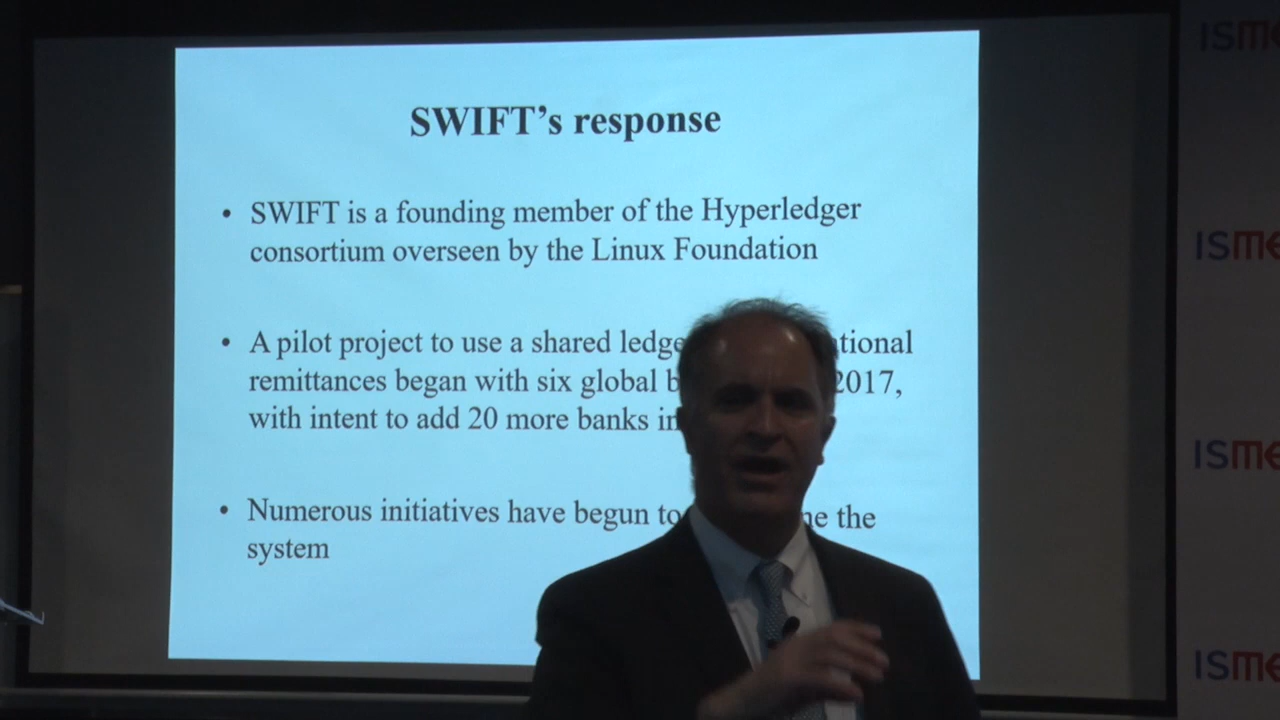 SWIFT's response
• SWIFT is a founding member of the Hyperledger
consortium overseen by the Linux Foundation
• A pilot project to use a shared ledge ational
remittances began with six global b 2017,
with intent to add 20 more banks in
• Numerous initiatives have begun to ne the
system
ISME
ISME
ISME
ISME